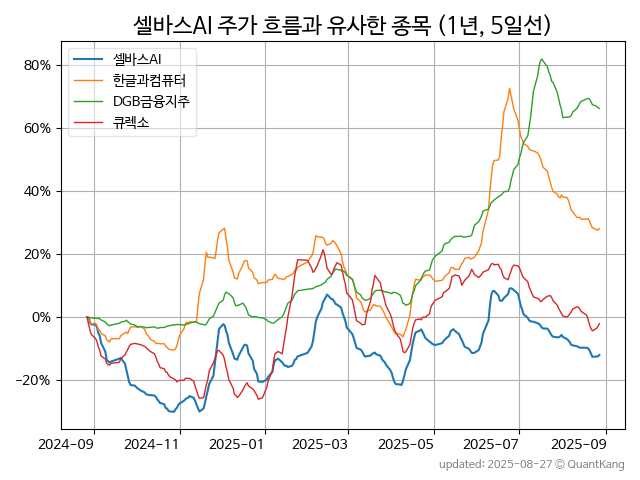 셀바스AI 주가 흐름과 유사한 종목 (1년, 5일선)
셀바스AI
한글과컴퓨터
DGB금융지주
큐렉소
80%
60%
40%
20%
0%
−20%
2024-09 2024-11 2025-01 2025-03 2025-05 2025-07 2025-09
updated: 2025-08-27 © QuantKang